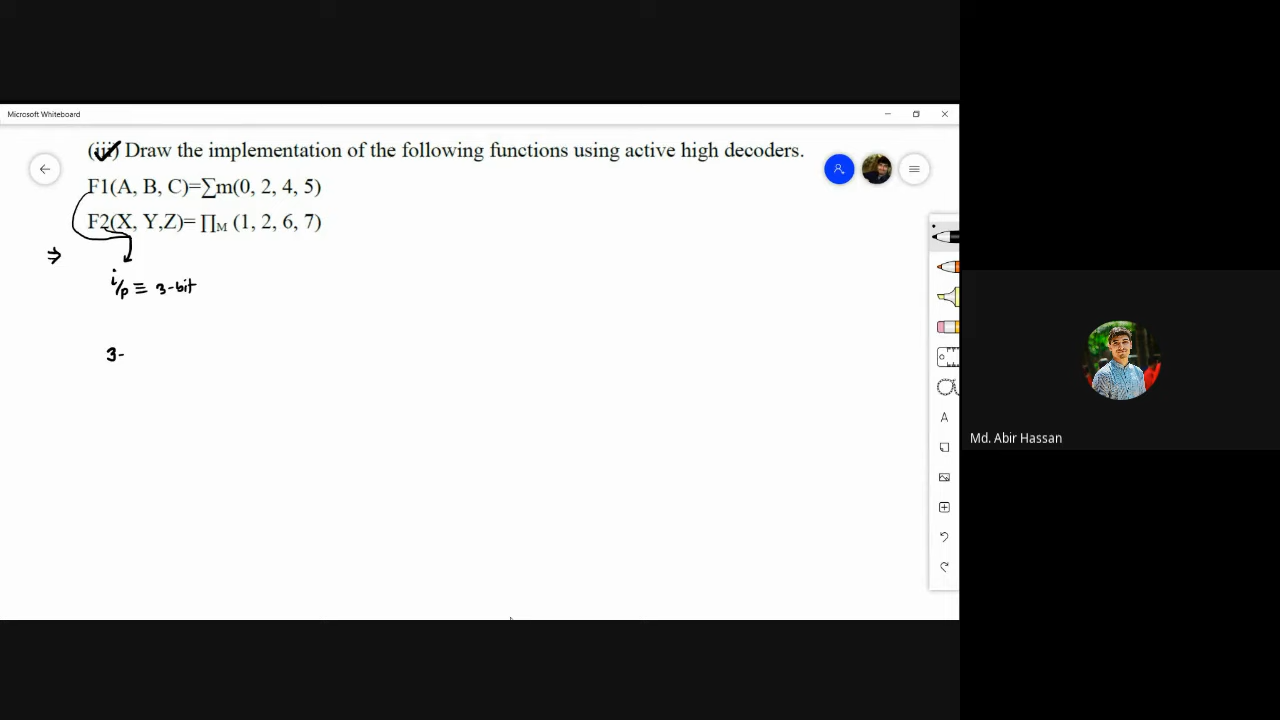 Microsoft Whiteboard
(iii) Draw the implementation of the following functions using active high decoders.
F1(A, B, C)=∑m(0, 2, 4, 5)
F2(X, Y,Z)= ∏M (1, 2, 6, 7)
⇒
i/p ≡ 3-bit
3-
A
Md. Abir Hassan